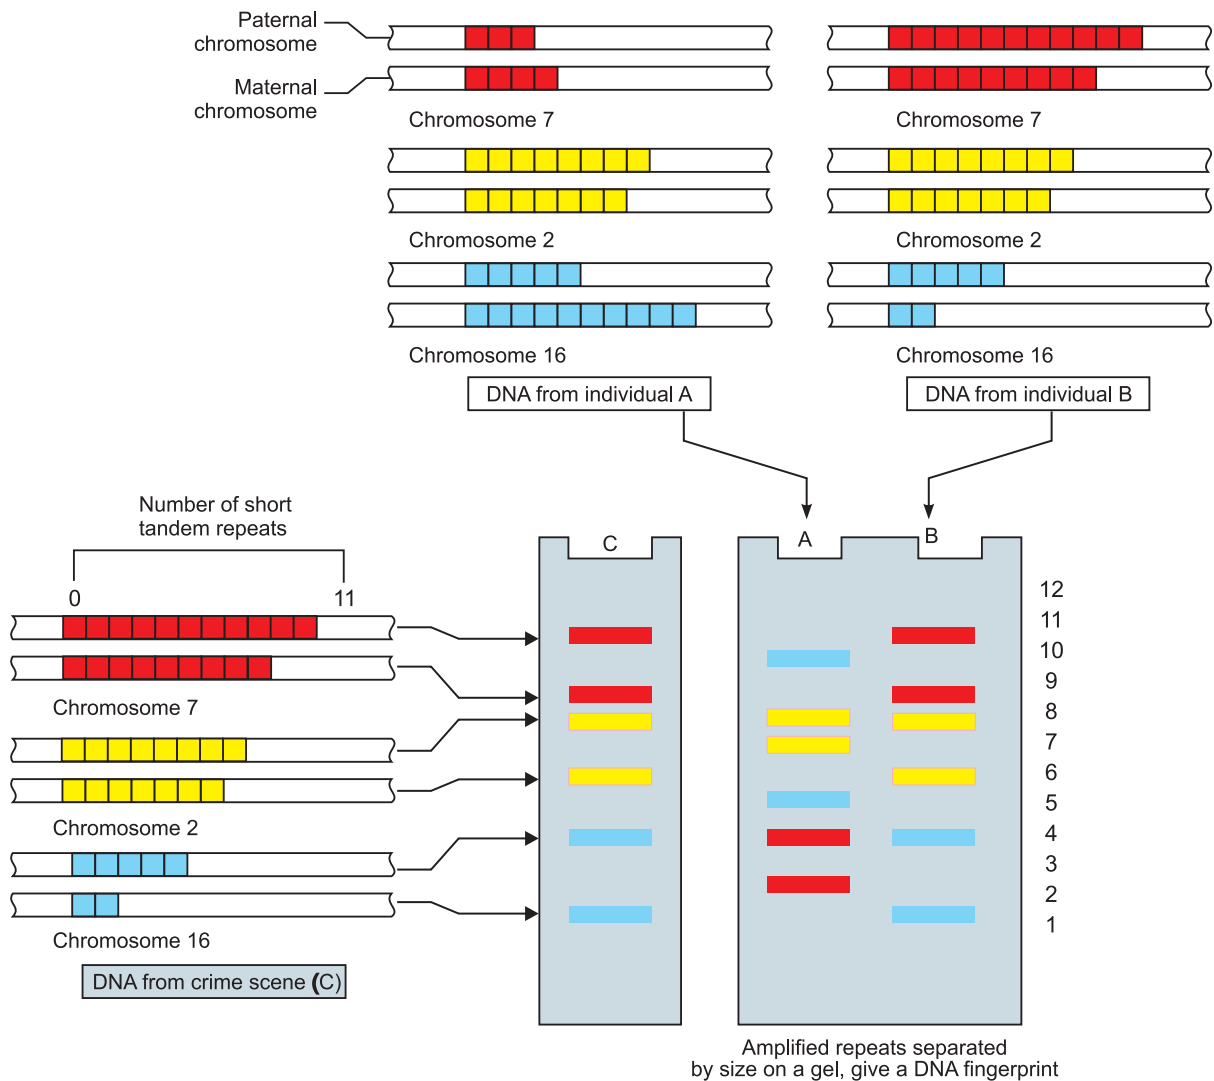 Paternal
chromosome
Maternal
chromosome
Chromosome 7
Chromosome 7
Chromosome 2
Chromosome 2
Chromosome 16
Chromosome 16
DNA from individual A
DNA from individual B
Number of short
tandem repeats
0
11
Chromosome 7
Chromosome 2
Chromosome 16
DNA from crime scene (C)
C
A
B
12
11
10
9
8
7
6
5
4
3
2
1
Amplified repeats separated
by size on a gel, give a DNA fingerprint